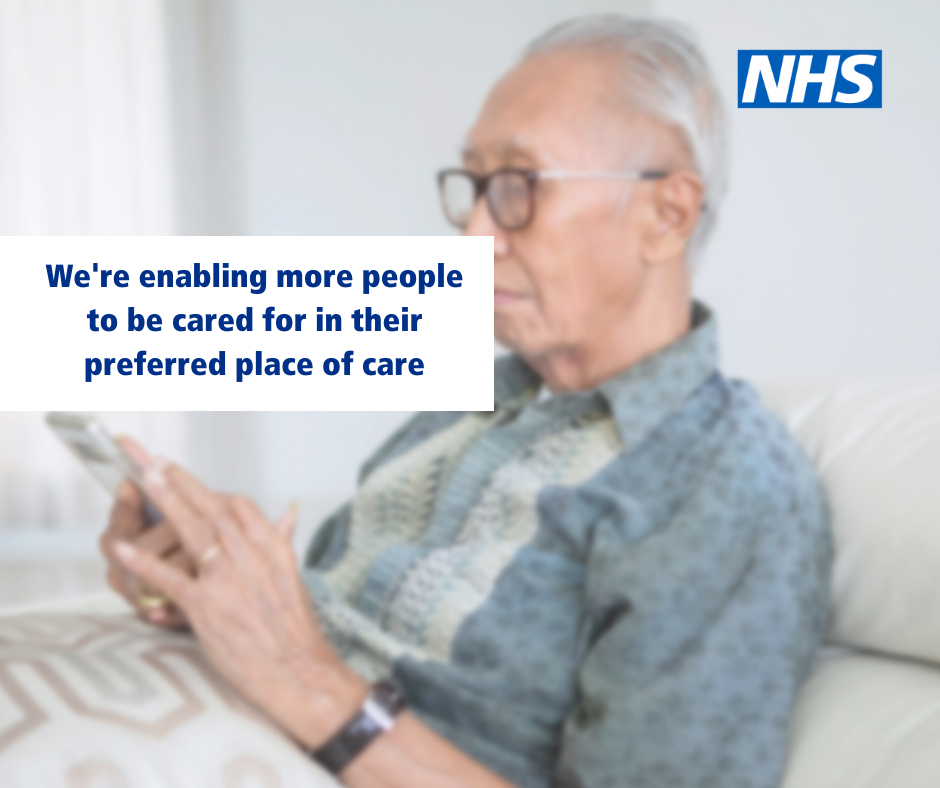 NHS
We're enabling more people
to be cared for in their
preferred place of care